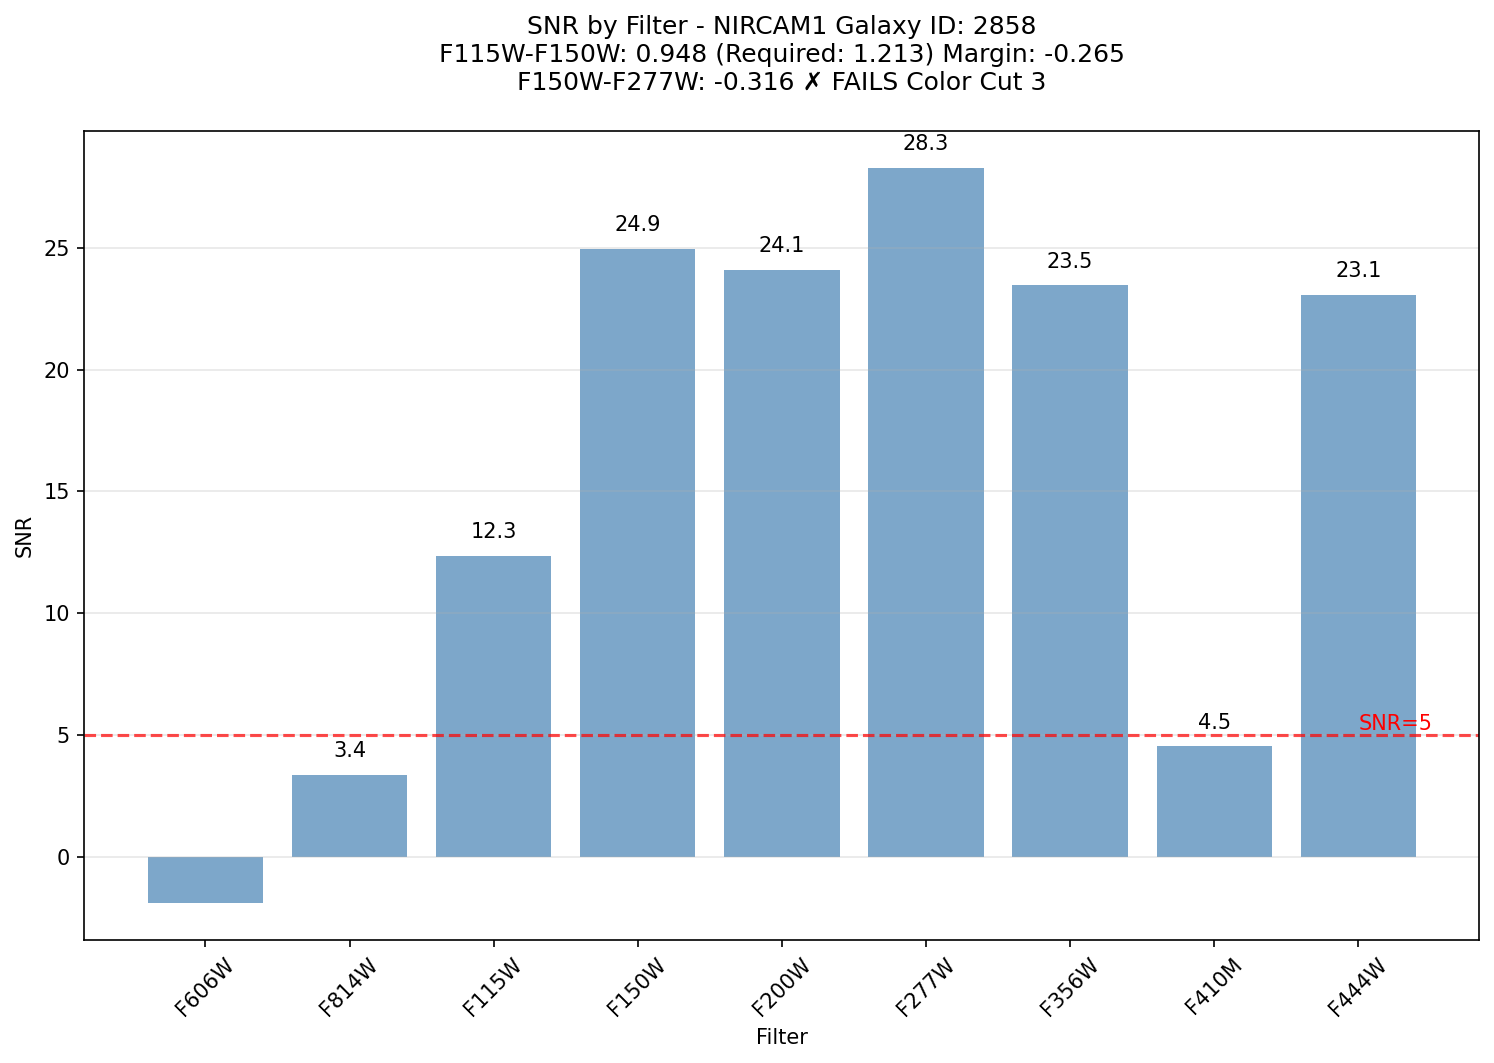 SNR by Filter - NIRCAM1 Galaxy ID: 2858
F115W-F150W: 0.948 (Required: 1.213) Margin: -0.265
F150W-F277W: -0.316 ✗ FAILS Color Cut 3
28.3
24.9
24.1
23.5
23.1
12.3
3.4
4.5
SNR=5
25
20
15
10
5
0
SNR
F606W
F814W
F115W
F150W
F200W
F277W
F356W
F410M
F444W
Filter